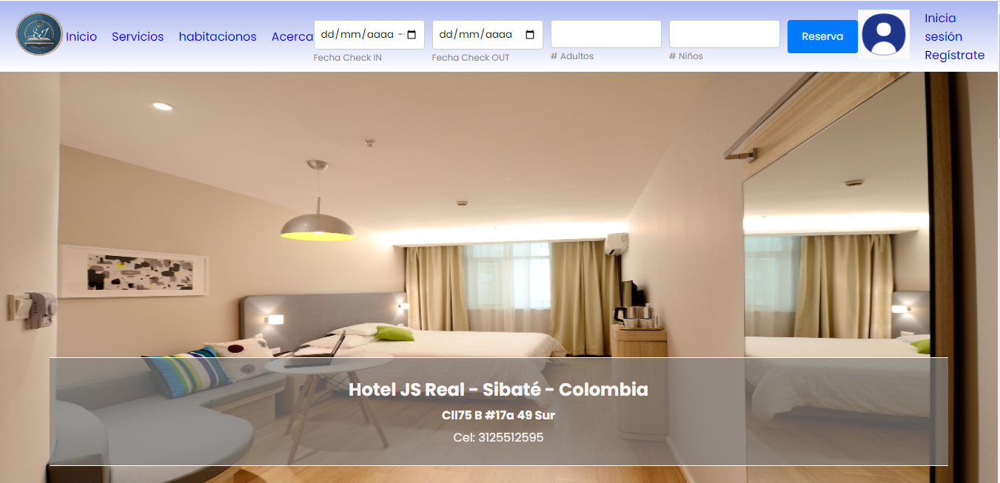 SJ
Inicio
Servicios
habitacionos
Acerca
dd/mm/aaaa -
Fecha Check IN
dd/mm/aaaa
Fecha Check OUT
# Adultos
# Niños
Reserva
Inicia
sesión
Regístrate
Hotel JS Real - Sibaté - Colombia
Cll75 B #17a 49 Sur
Cel: 3125512595